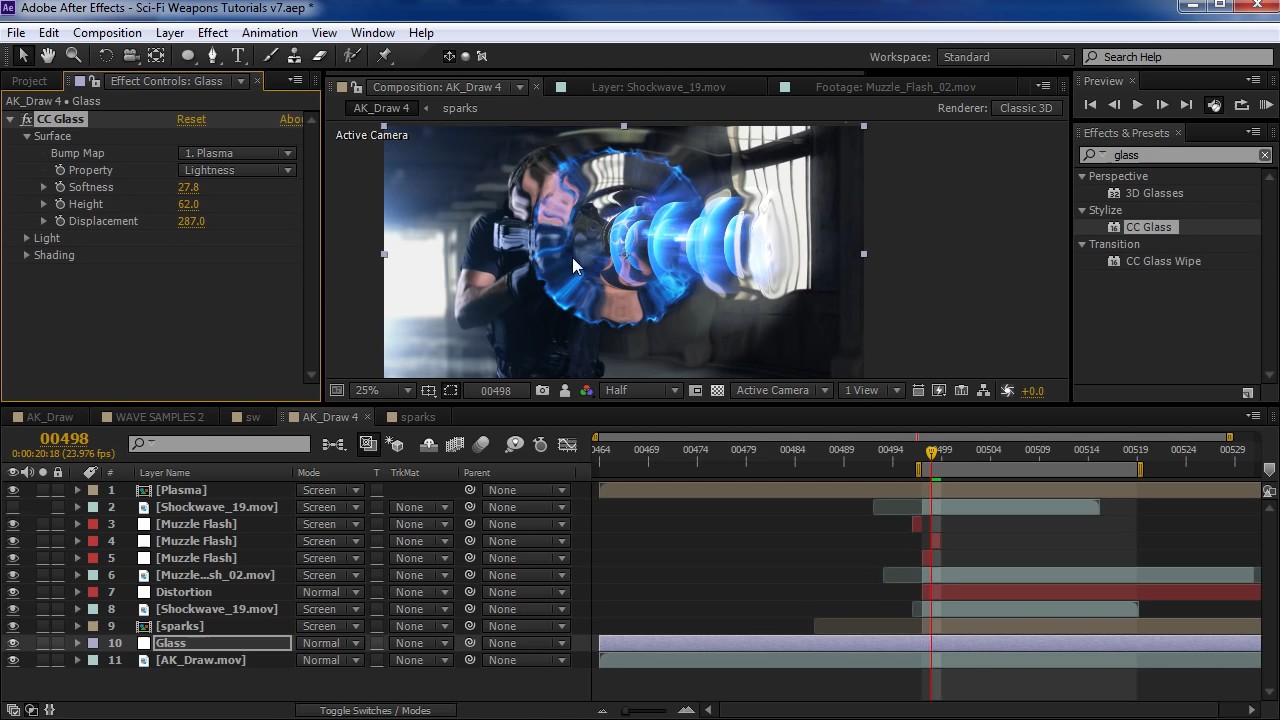 Adobe After Effects - Sci-Fi Weapons Tutorials v7.aep *
File Edit Composition Layer Effect Animation View Window Help
Workspace: Standard Search Help
Project Effect Controls: Glass
AK_Draw 4 • Glass
fx CC Glass Reset Abou
Surface
Bump Map 1. Plasma
Property Lightness
Softness 27.8
Height 62.0
Displacement 287.0
Light
Shading
Composition: AK_Draw 4 Layer: Shockwave_19.mov Footage: Muzzle_Flash_02.mov
AK_Draw 4 sparks Renderer: Classic 3D
Active Camera
25% 00498 Half Active Camera 1 View +0.0
Preview
Effects & Presets
glass
Perspective
3D Glasses
Stylize
CC Glass
Transition
CC Glass Wipe
AK_Draw WAVE SAMPLES 2 sw AK_Draw 4 sparks
00498
0:00:20:18 (23.976 fps)
0464 00469 00474 00479 00484 00489 00494 00499 00504 00509 00514 00519 00524 00529
# Layer Name Mode T TrkMat Parent
1 [Plasma] Screen None
2 [Shockwave_19.mov] Screen None None
3 [Muzzle Flash] Screen None None
4 [Muzzle Flash] Screen None None
5 [Muzzle Flash] Screen None None
6 [Muzzle...sh_02.mov] Screen None None
7 Distortion Normal None None
8 [Shockwave_19.mov] Screen None None
9 [sparks] Screen None None
10 Glass Normal None None
11 [AK_Draw.mov] Normal None None
Toggle Switches / Modes